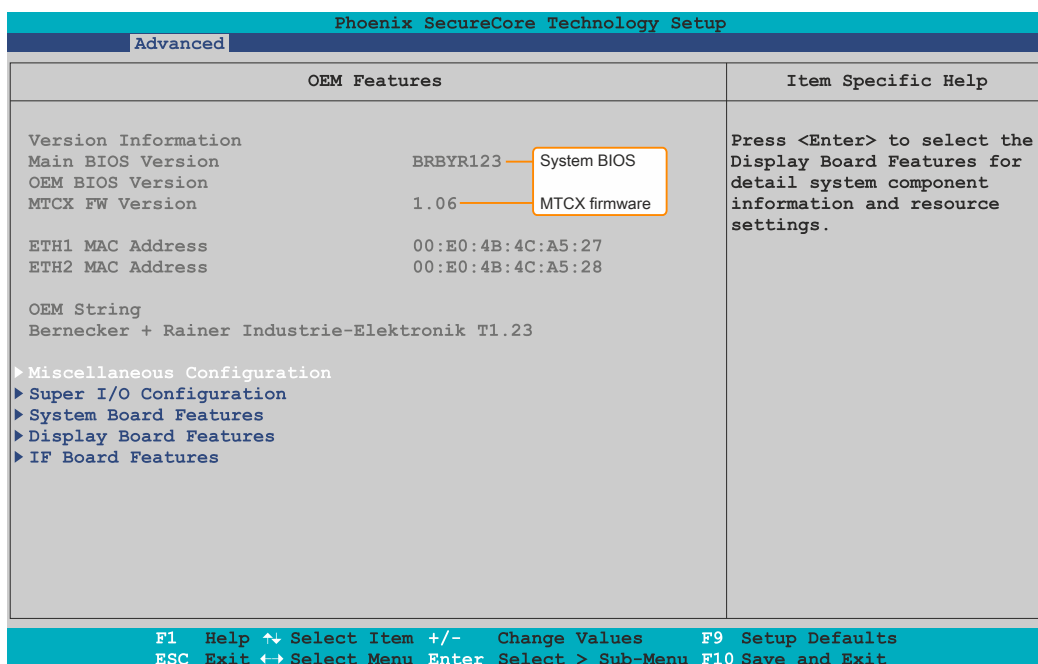 Phoenix SecureCore Technology Setup
Advanced
OEM Features
Item Specific Help
Version Information
Main BIOS Version BRBYR123 System BIOS
OEM BIOS Version
MTCX FW Version 1.06 MTCX firmware
ETH1 MAC Address 00:E0:4B:4C:A5:27
ETH2 MAC Address 00:E0:4B:4C:A5:28
OEM String
Bernecker + Rainer Industrie-Elektronik T1.23
Miscellaneous Configuration
Super I/O Configuration
System Board Features
Display Board Features
IF Board Features
Press <Enter> to select the
Display Board Features for
detail system component
information and resource
settings.
F1 Help ↑↓ Select Item +/- Change Values F9 Setup Defaults
ESC Exit ←→ Select Menu Enter Select > Sub-Menu F10 Save and Exit